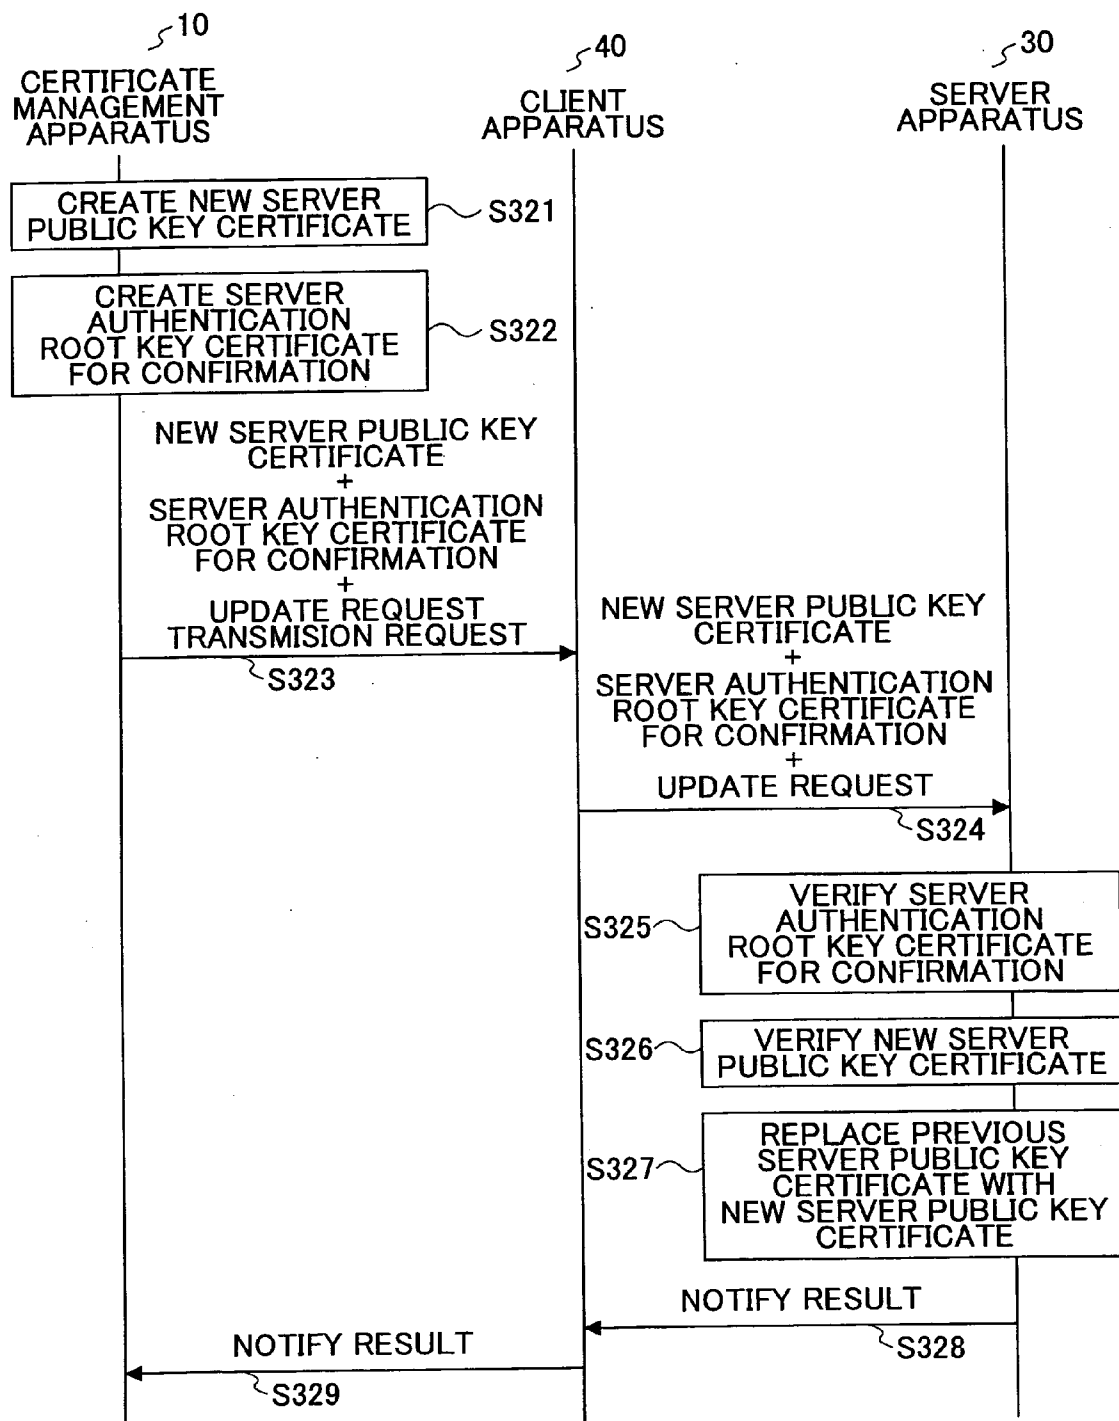 10
CERTIFICATE
MANAGEMENT
APPARATUS
40
CLIENT
APPARATUS
30
SERVER
APPARATUS
CREATE NEW SERVER
PUBLIC KEY CERTIFICATE
S321
CREATE SERVER
AUTHENTICATION
ROOT KEY CERTIFICATE
FOR CONFIRMATION
S322
NEW SERVER PUBLIC KEY
CERTIFICATE
+
SERVER AUTHENTICATION
ROOT KEY CERTIFICATE
FOR CONFIRMATION
+
UPDATE REQUEST
TRANSMISION REQUEST
S323
NEW SERVER PUBLIC KEY
CERTIFICATE
+
SERVER AUTHENTICATION
ROOT KEY CERTIFICATE
FOR CONFIRMATION
+
UPDATE REQUEST
S324
S325
VERIFY SERVER
AUTHENTICATION
ROOT KEY CERTIFICATE
FOR CONFIRMATION
S326
VERIFY NEW SERVER
PUBLIC KEY CERTIFICATE
S327
REPLACE PREVIOUS
SERVER PUBLIC KEY
CERTIFICATE WITH
NEW SERVER PUBLIC KEY
CERTIFICATE
NOTIFY RESULT
S328
NOTIFY RESULT
S329